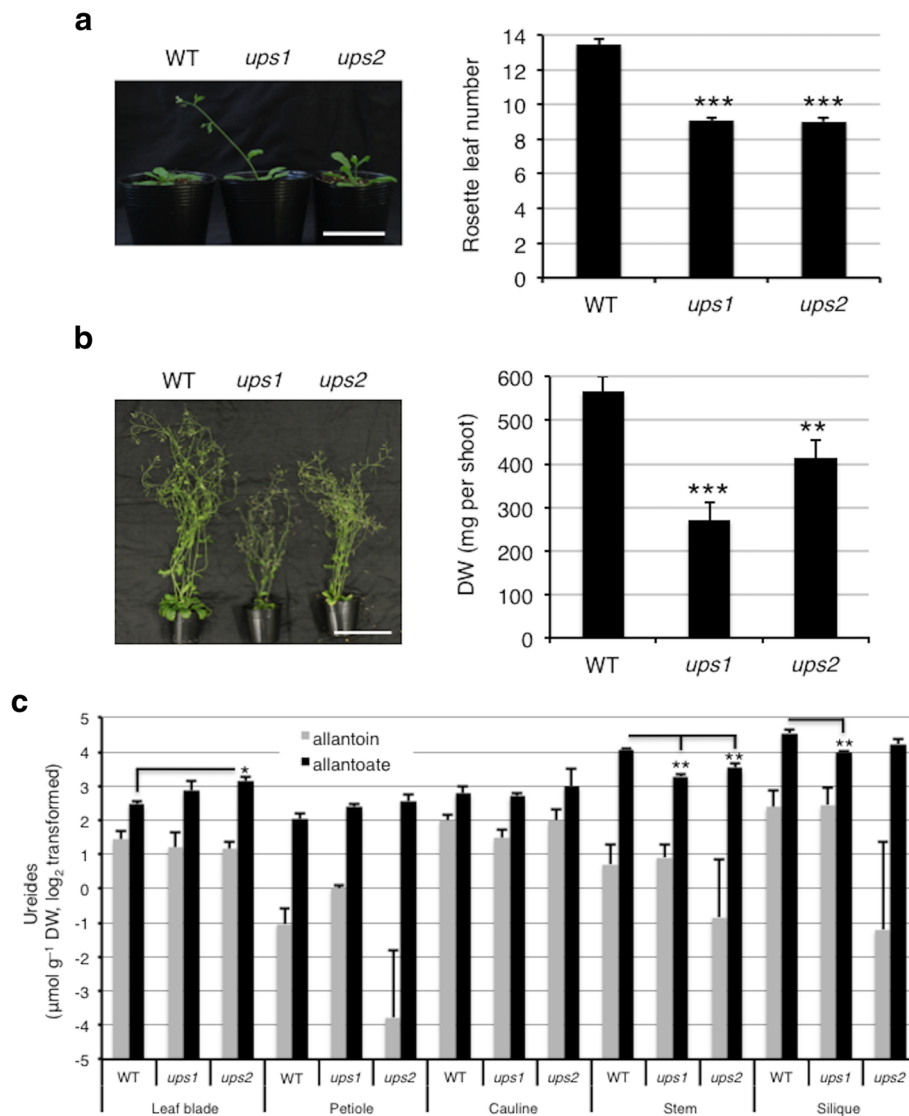 a
WT ups1 ups2
Rosette leaf number
14
12
10
8
6
4
2
0
***
***
WT ups1 ups2
b
WT ups1 ups2
DW (mg per shoot)
600
500
400
300
200
100
0
***
**
WT ups1 ups2
c
Ureides
(µmol g⁻¹ DW, log₂ transformed)
5
4
3
2
1
0
-1
-2
-3
-4
-5
allantoin
allantoate
*
**
**
**
WT ups1 ups2 WT ups1 ups2 WT ups1 ups2 WT ups1 ups2 WT ups1 ups2
Leaf blade Petiole Cauline Stem Silique